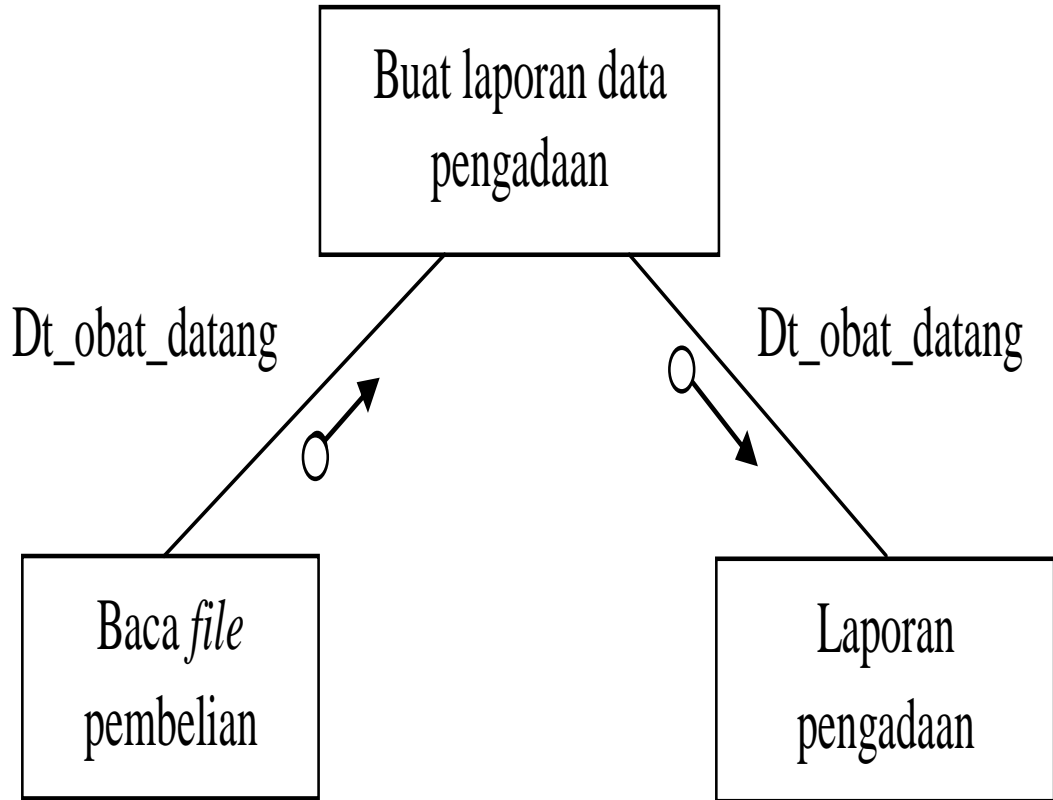 Buat laporan data
pengadaan
Dt_obat_datang
Dt_obat_datang
Baca file
pembelian
Laporan
pengadaan